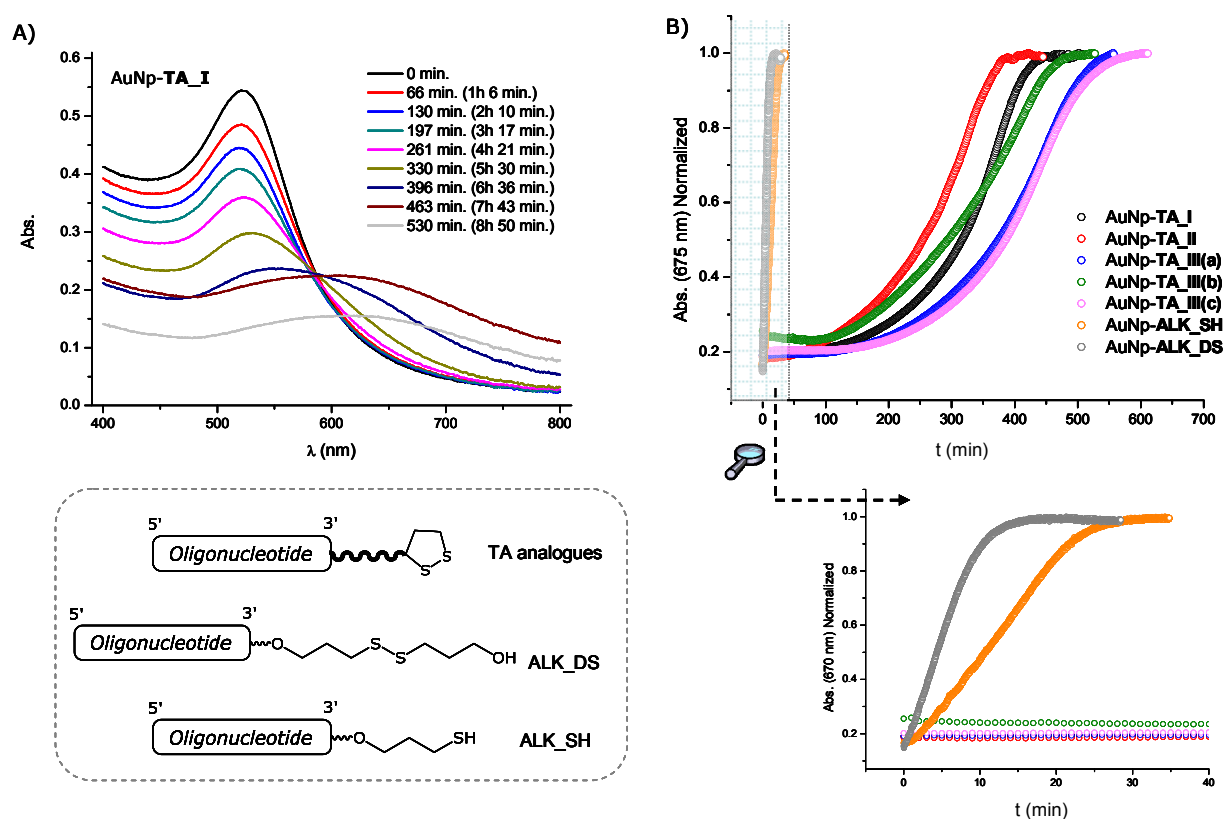 A)
AuNp-TA_I
0 min.
66 min. (1h 6 min.)
130 min. (2h 10 min.)
197 min. (3h 17 min.)
261 min. (4h 21 min.)
330 min. (5h 30 min.)
396 min. (6h 36 min.)
463 min. (7h 43 min.)
530 min. (8h 50 min.)
Abs.
0.6
0.5
0.4
0.3
0.2
0.1
0.0
400
500
600
700
800
λ (nm)
B)
Abs. (675 nm) Normalized
1.0
0.8
0.6
0.4
0.2
AuNp-TA_I
AuNp-TA_II
AuNp-TA_III(a)
AuNp-TA_III(b)
AuNp-TA_III(c)
AuNp-ALK_SH
AuNp-ALK_DS
0
100
200
300
400
500
600
700
t (min)
5'
3'
Oligonucleotide
S
S
TA analogues
5'
3'
Oligonucleotide
O
S
S
OH
ALK_DS
5'
3'
Oligonucleotide
O
SH
ALK_SH
Abs. (670 nm) Normalized
1.0
0.8
0.6
0.4
0.2
0
10
20
30
40
t (min)